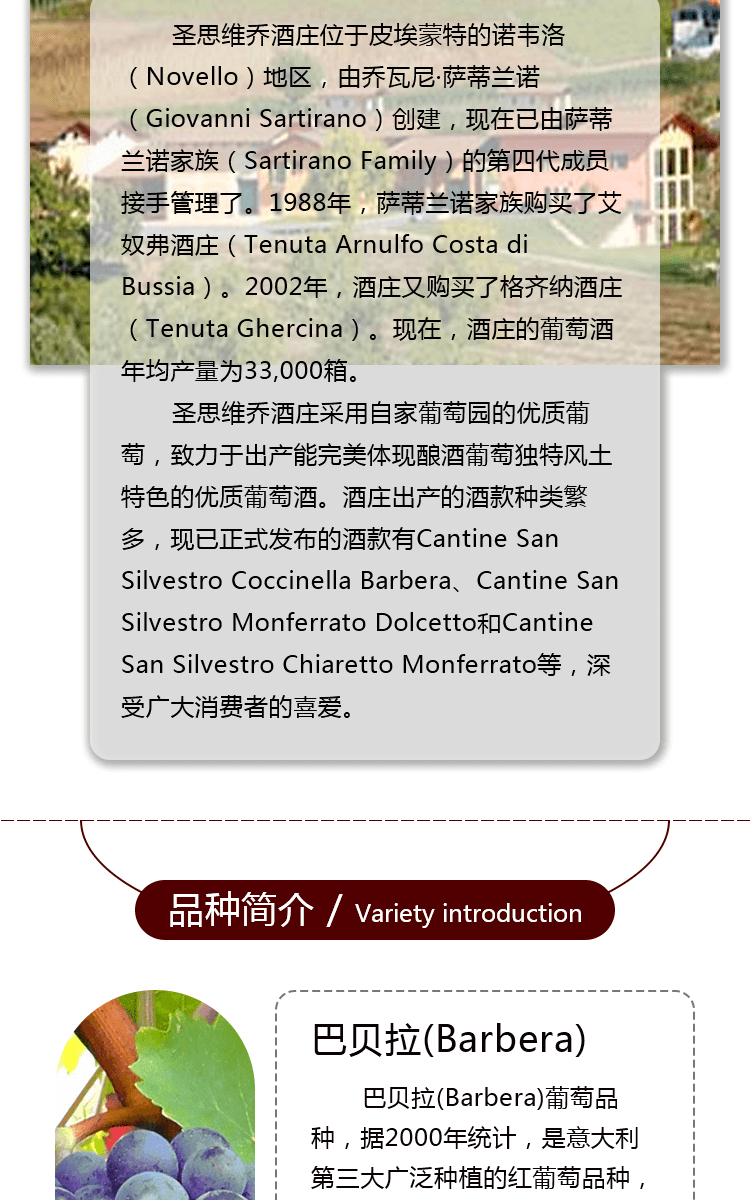 圣思维乔酒庄位于皮埃蒙特的诺韦洛
（Novello）地区，由乔瓦尼·萨蒂兰诺
（Giovanni Sartirano）创建，现在已由萨蒂
兰诺家族（Sartirano Family）的第四代成员
接手管理了。1988年，萨蒂兰诺家族购买了艾
奴弗酒庄（Tenuta Arnulfo Costa di
Bussia）。2002年，酒庄又购买了格齐纳酒庄
（Tenuta Ghercina）。现在，酒庄的葡萄酒
年均产量为33,000箱。
圣思维乔酒庄采用自家葡萄园的优质葡
萄，致力于出产能完美体现酿酒葡萄独特风土
特色的优质葡萄酒。酒庄出产的酒款种类繁
多，现已正式发布的酒款有Cantine San
Silvestro Coccinella Barbera、Cantine San
Silvestro Monferrato Dolcetto和Cantine
San Silvestro Chiaretto Monferrato等，深
受广大消费者的喜爱。
品种简介 / Variety introduction
巴贝拉(Barbera)
巴贝拉(Barbera)葡萄品
种，据2000年统计，是意大利
第三大广泛种植的红葡萄品种，